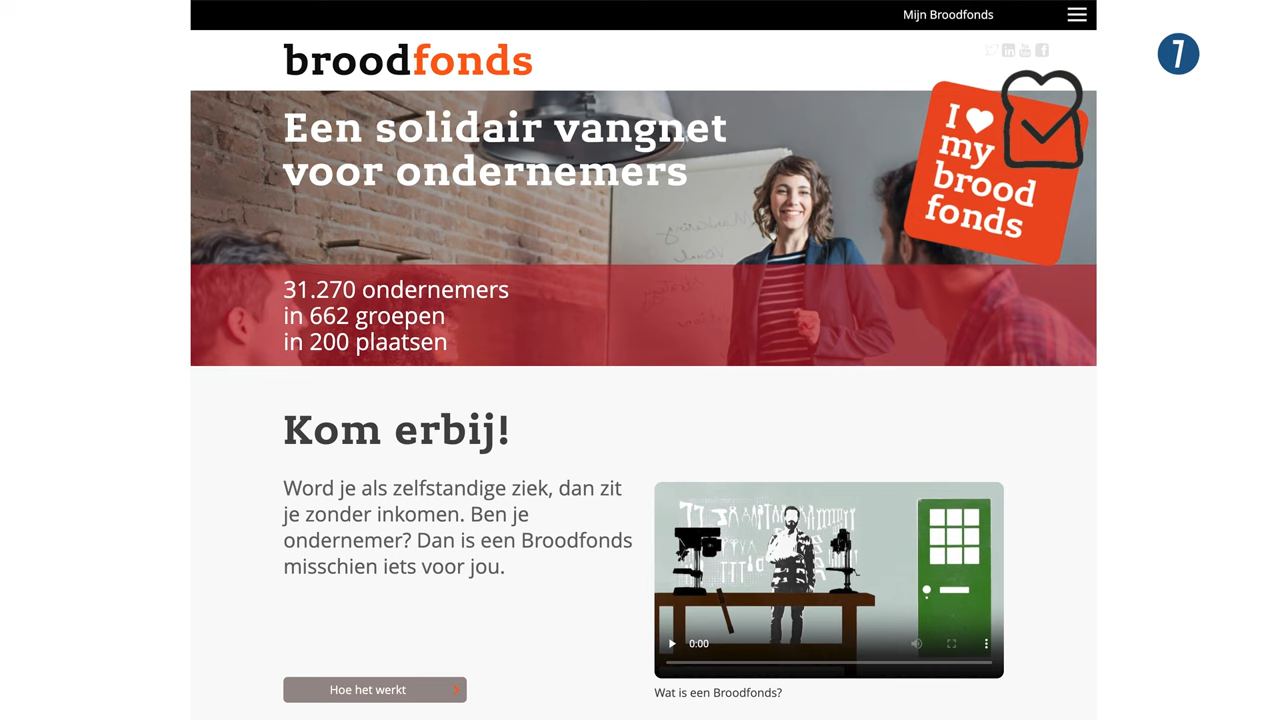 Mijn Broodfonds
7
broodfonds
Een solidair vangnet
voor ondernemers
I
my
brood
fonds
31.270 ondernemers
in 662 groepen
in 200 plaatsen
Kom erbij!
Word je als zelfstandige ziek, dan zit
je zonder inkomen. Ben je
ondernemer? Dan is een Broodfonds
misschien iets voor jou.
0:00
Hoe het werkt
Wat is een Broodfonds?